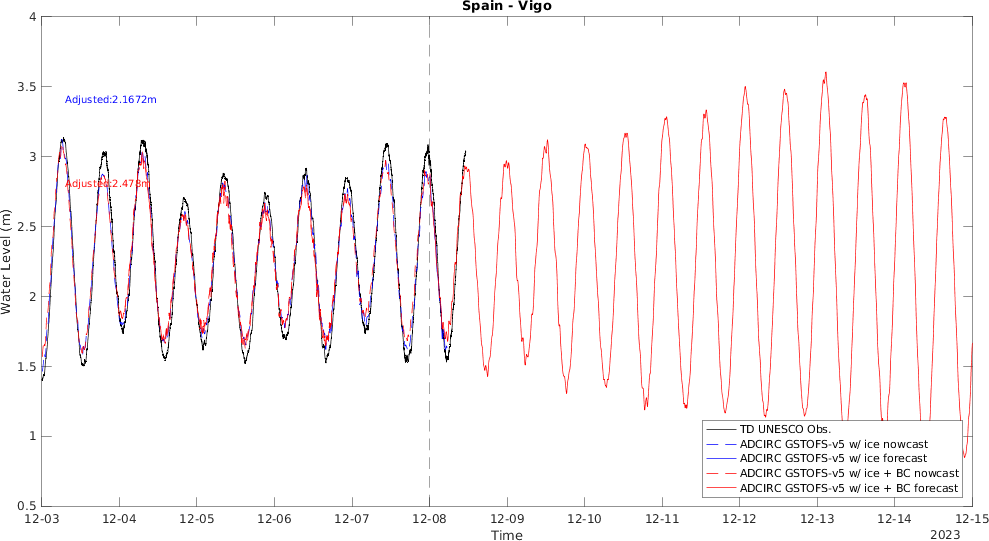 Spain - Vigo
4
3.5
3
2.5
2
1.5
1
0.5
Water Level (m)
Adjusted:2.1672m
Adjusted:2.478m
TD UNESCO Obs.
ADCIRC GSTOFS-v5 w/ ice nowcast
ADCIRC GSTOFS-v5 w/ ice forecast
ADCIRC GSTOFS-v5 w/ ice + BC nowcast
ADCIRC GSTOFS-v5 w/ ice + BC forecast
12-03 12-04 12-05 12-06 12-07 12-08 12-09 12-10 12-11 12-12 12-13 12-14 12-15
Time
2023